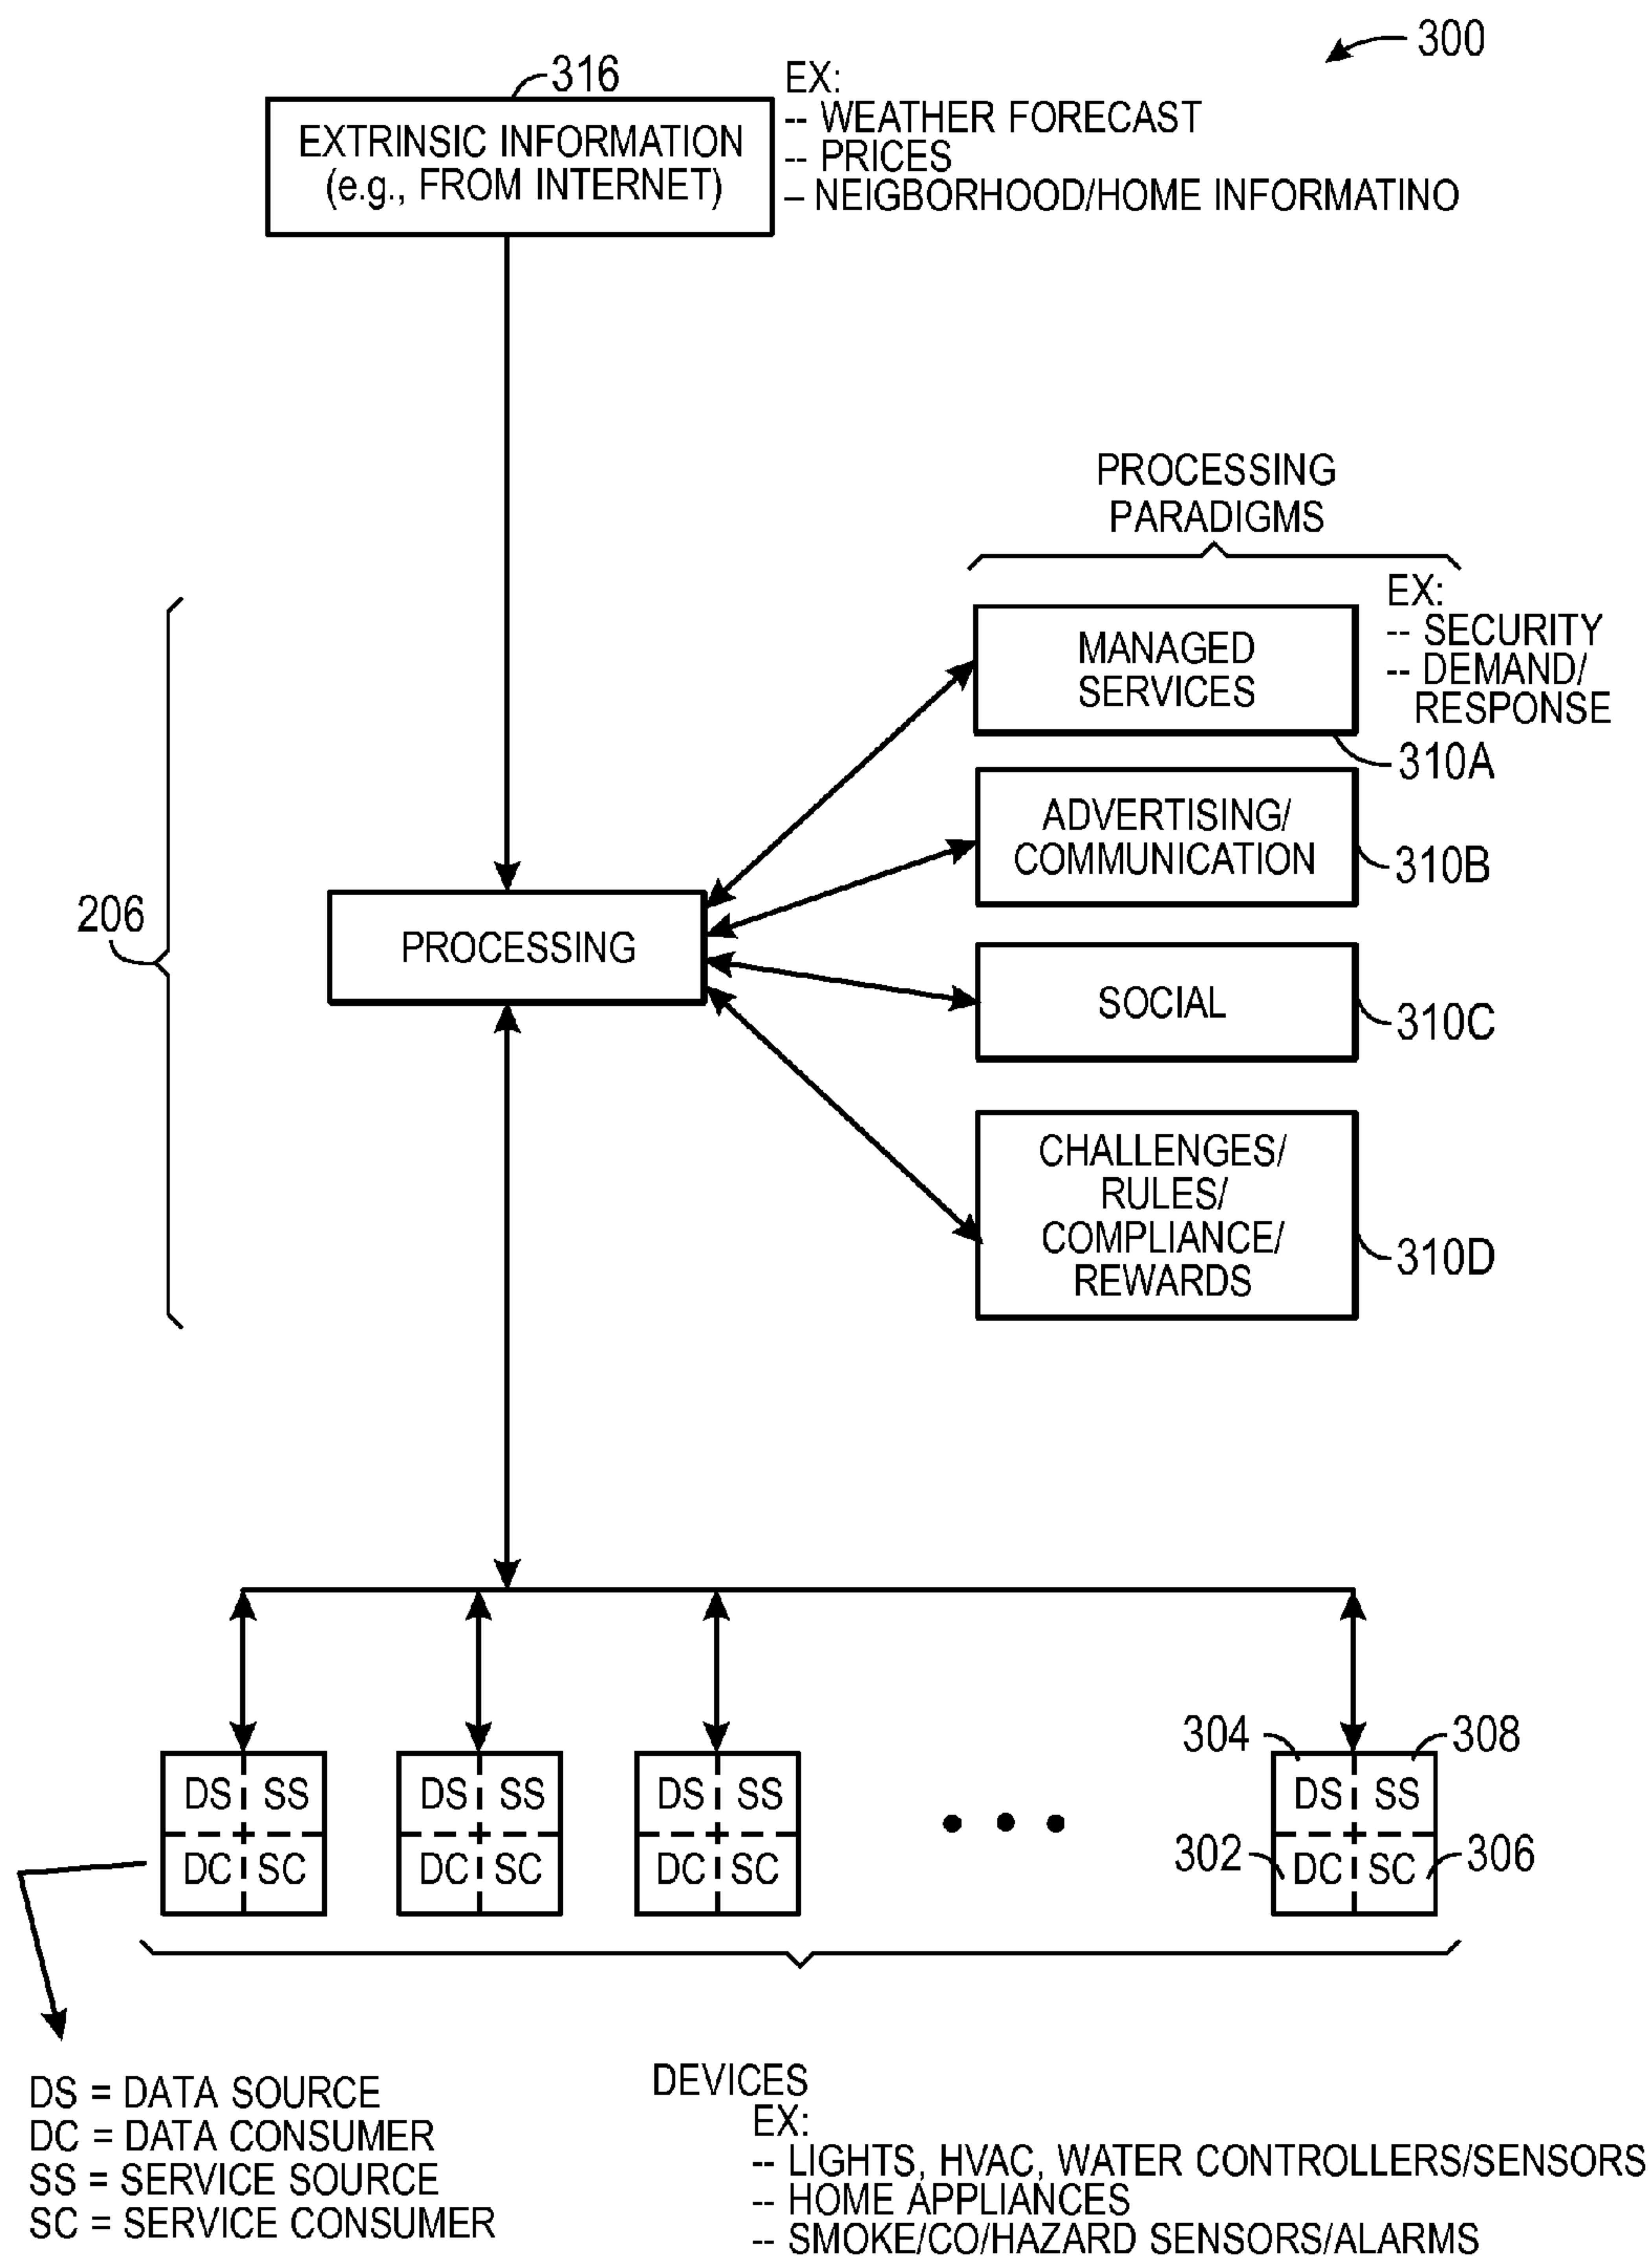 300
316
EX:
-- WEATHER FORECAST
-- PRICES
– NEIGBORHOOD/HOME INFORMATINO
EXTRINSIC INFORMATION
(e.g., FROM INTERNET)
PROCESSING
PARADIGMS
EX:
-- SECURITY
-- DEMAND/
RESPONSE
MANAGED
SERVICES
310A
ADVERTISING/
COMMUNICATION
310B
206
PROCESSING
SOCIAL
310C
CHALLENGES/
RULES/
COMPLIANCE/
REWARDS
310D
304
308
DS SS
DC SC
DS SS
DC SC
DS SS
DC SC
• • •
DS SS
302
DC SC
306
DS = DATA SOURCE
DC = DATA CONSUMER
SS = SERVICE SOURCE
SC = SERVICE CONSUMER
DEVICES
EX:
-- LIGHTS, HVAC, WATER CONTROLLERS/SENSORS
-- HOME APPLIANCES
-- SMOKE/CO/HAZARD SENSORS/ALARMS